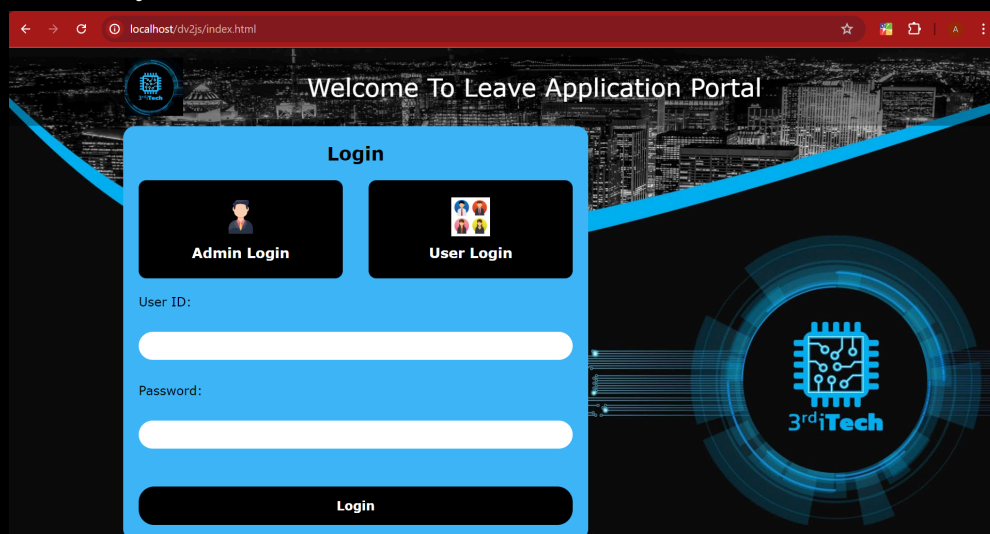 localhost/dv2js/index.html
A
3rdiTech
Welcome To Leave Application Portal
Login
Admin Login
User Login
User ID:
Password:
Login
3rdiTech